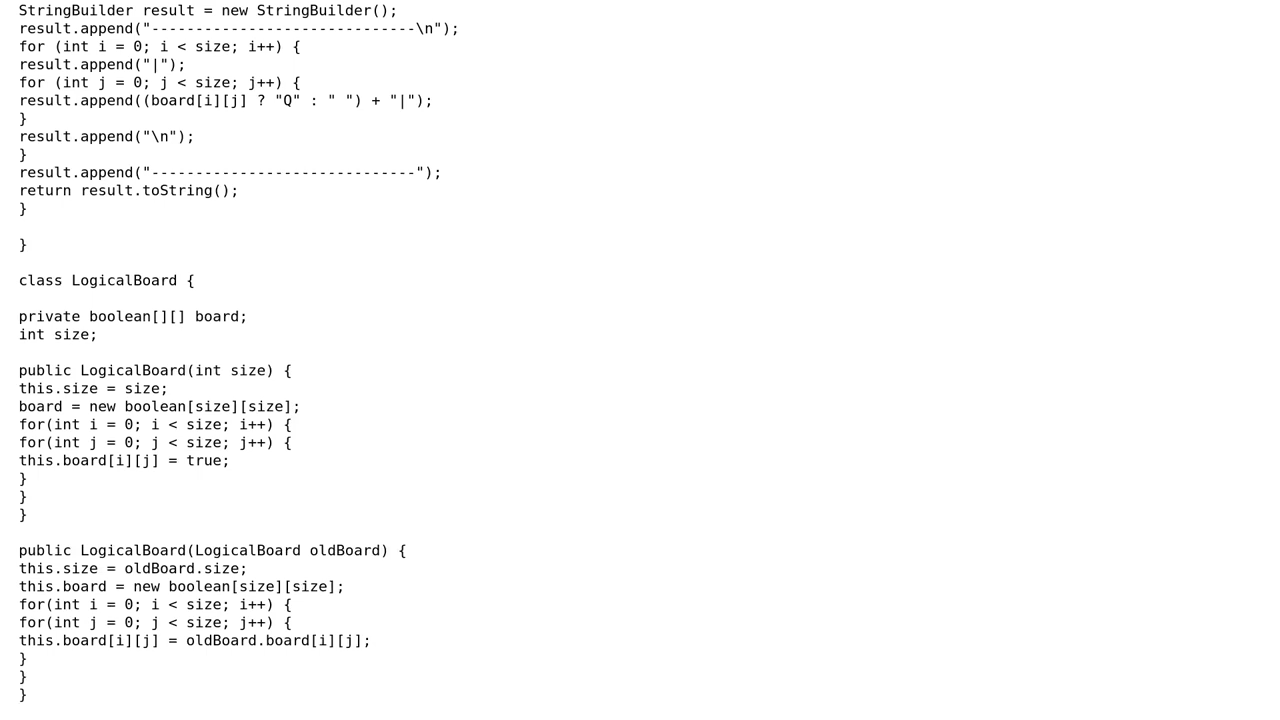 StringBuilder result = new StringBuilder();
result.append("------------------------------\n");
for (int i = 0; i < size; i++) {
result.append("|");
for (int j = 0; j < size; j++) {
result.append((board[i][j] ? "Q" : " ") + "|");
}
result.append("\n");
}
result.append("------------------------------");
return result.toString();
}

}

class LogicalBoard {

private boolean[][] board;
int size;

public LogicalBoard(int size) {
this.size = size;
board = new boolean[size][size];
for(int i = 0; i < size; i++) {
for(int j = 0; j < size; j++) {
this.board[i][j] = true;
}
}
}

public LogicalBoard(LogicalBoard oldBoard) {
this.size = oldBoard.size;
this.board = new boolean[size][size];
for(int i = 0; i < size; i++) {
for(int j = 0; j < size; j++) {
this.board[i][j] = oldBoard.board[i][j];
}
}
}